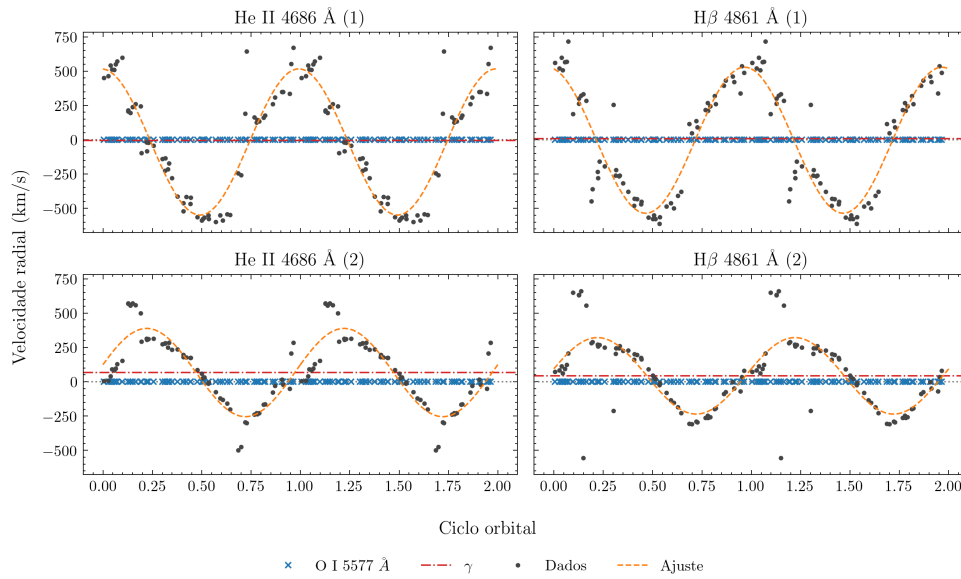 He II 4686 Å (1)
Hβ 4861 Å (1)
750
500
250
0
−250
−500
He II 4686 Å (2)
Hβ 4861 Å (2)
750
500
250
0
−250
−500
Velocidade radial (km/s)
0.00 0.25 0.50 0.75 1.00 1.25 1.50 1.75 2.00
0.00 0.25 0.50 0.75 1.00 1.25 1.50 1.75 2.00
Ciclo orbital
O I 5577 Å γ Dados Ajuste